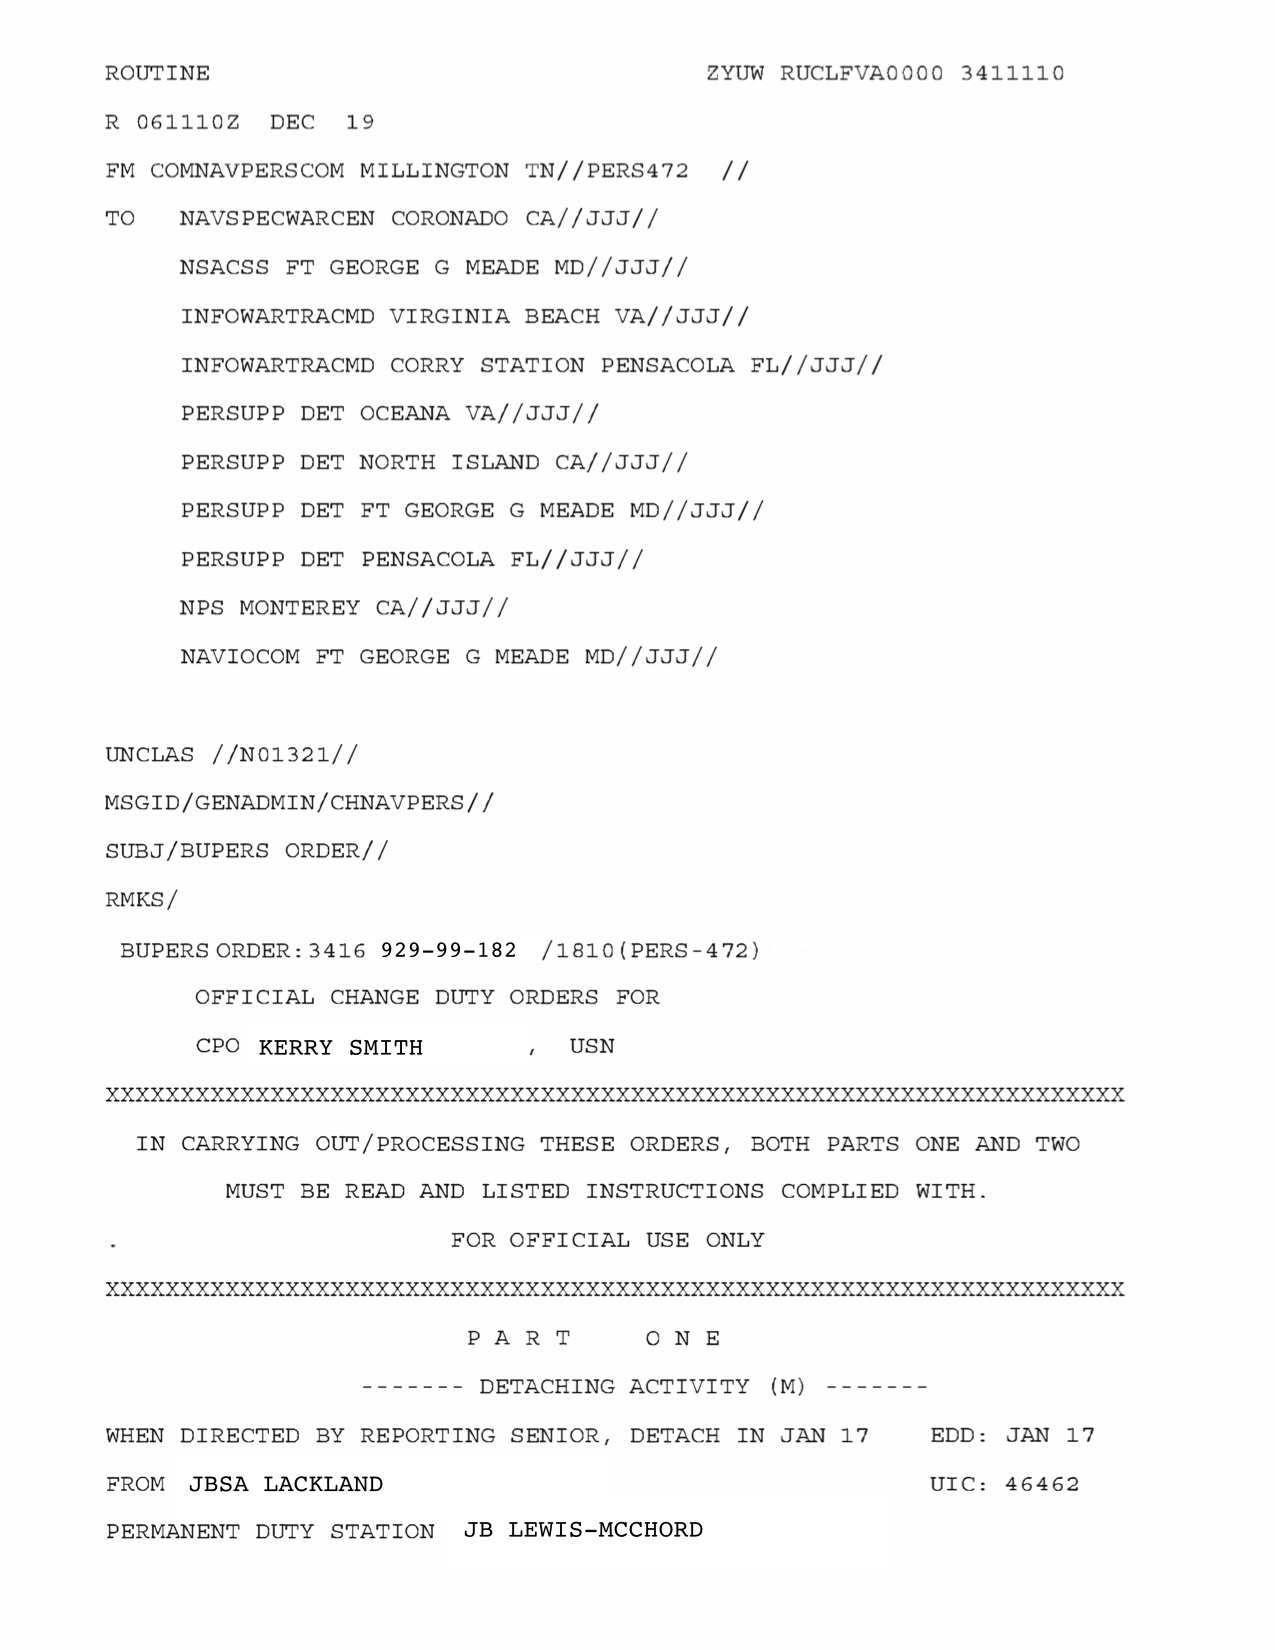 ROUTINE ZYUW RUCLFVA0000 3411110
R 061110Z DEC 19
FM COMNAVPERSCOM MILLINGTON TN//PERS472 //
TO NAVSPECWARCEN CORONADO CA//JJJ//
NSACSS FT GEORGE G MEADE MD//JJJ//
INFOWARTRACMD VIRGINIA BEACH VA//JJJ//
INFOWARTRACMD CORRY STATION PENSACOLA FL//JJJ//
PERSUPP DET OCEANA VA//JJJ//
PERSUPP DET NORTH ISLAND CA//JJJ//
PERSUPP DET FT GEORGE G MEADE MD//JJJ//
PERSUPP DET PENSACOLA FL//JJJ//
NPS MONTEREY CA//JJJ//
NAVIOCOM FT GEORGE G MEADE MD//JJJ//
UNCLAS //N01321//
MSGID/GENADMIN/CHNAVPERS//
SUBJ/BUPERS ORDER//
RMKS/
BUPERS ORDER:3416 929-99-182 /1810(PERS-472)
OFFICIAL CHANGE DUTY ORDERS FOR
CPO KERRY SMITH , USN
XXXXXXXXXXXXXXXXXXXXXXXXXXXXXXXXXXXXXXXXXXXXXXXXXXXXXXXXXXXXXXXXXXXX
IN CARRYING OUT/PROCESSING THESE ORDERS, BOTH PARTS ONE AND TWO
MUST BE READ AND LISTED INSTRUCTIONS COMPLIED WITH.
FOR OFFICIAL USE ONLY
XXXXXXXXXXXXXXXXXXXXXXXXXXXXXXXXXXXXXXXXXXXXXXXXXXXXXXXXXXXXXXXXXXXX
P A R T O N E
------- DETACHING ACTIVITY (M) -------
WHEN DIRECTED BY REPORTING SENIOR, DETACH IN JAN 17 EDD: JAN 17
FROM JBSA LACKLAND UIC: 46462
PERMANENT DUTY STATION JB LEWIS-MCCHORD